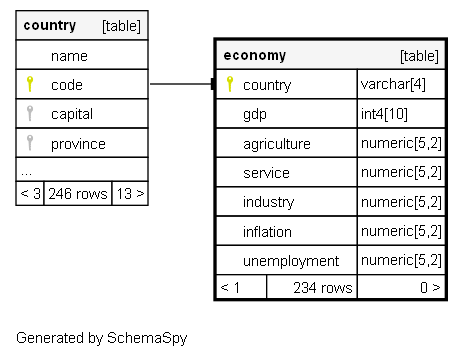 country [table]
name
code
capital
province
...
< 3 246 rows 13 >
economy [table]
country varchar[4]
gdp int4[10]
agriculture numeric[5,2]
service numeric[5,2]
industry numeric[5,2]
inflation numeric[5,2]
unemployment numeric[5,2]
< 1 234 rows 0 >
Generated by SchemaSpy